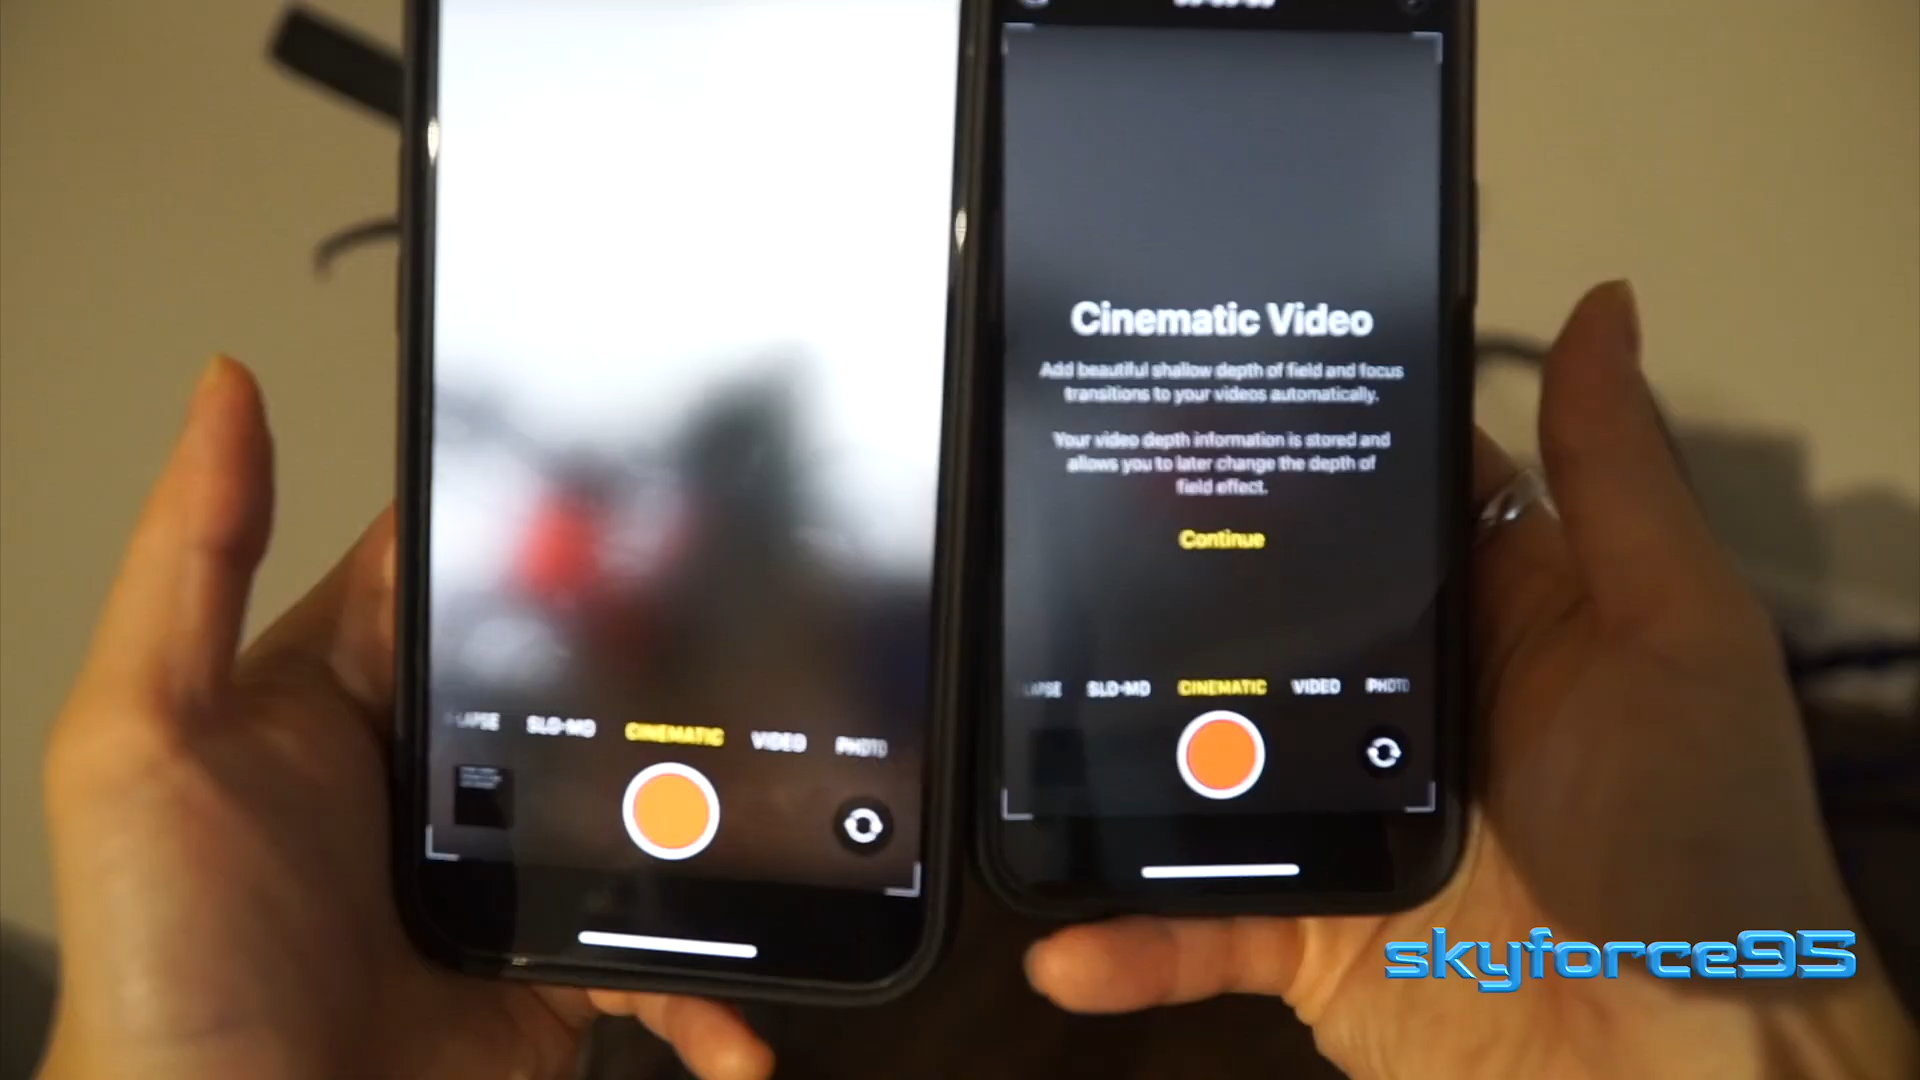 Cinematic Video
Add beautiful shallow depth of field and focus
transitions to your videos automatically.
Your video depth information is stored and
allows you to later change the depth of
field effect.
Continue
LAPSE SLO-MO CINEMATIC VIDEO PHOTO
LAPSE SLO-MO CINEMATIC VIDEO PHOTO
skyforce95